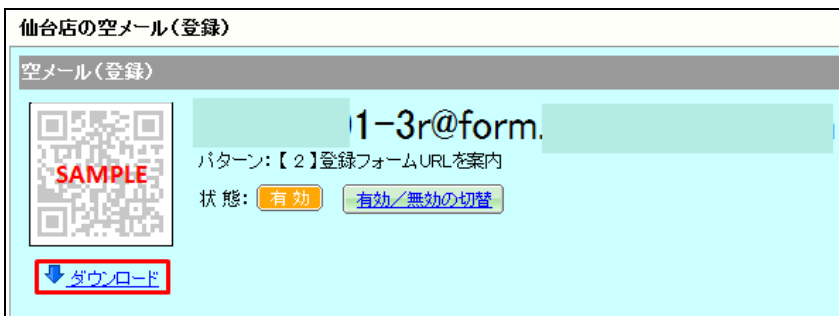 仙台店の空メール(登録)
空メール(登録)
SAMPLE
1-3r@form.
パターン:【2】登録フォームURLを案内
状態: 有効 有効/無効の切替
ダウンロード